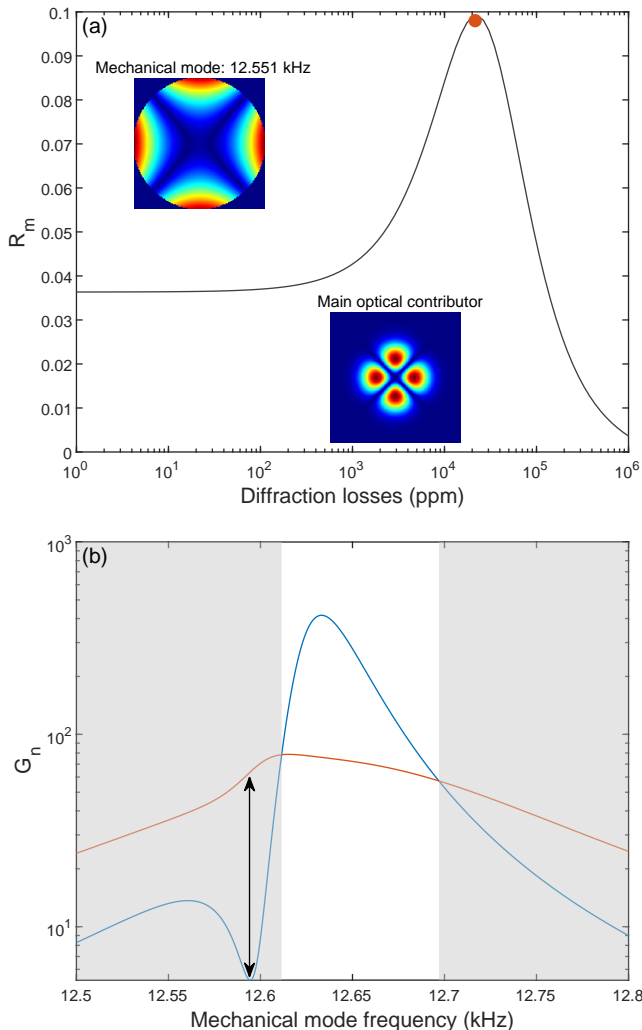 (a)
Mechanical mode: 12.551 kHz
Main optical contributor
0.1
0.09
0.08
0.07
0.06
0.05
0.04
0.03
0.02
0.01
0
R_m
10^0 10^1 10^2 10^3 10^4 10^5 10^6
Diffraction losses (ppm)
(b)
10^3
10^2
10^1
G_n
12.5 12.55 12.6 12.65 12.7 12.75 12.8
Mechanical mode frequency (kHz)